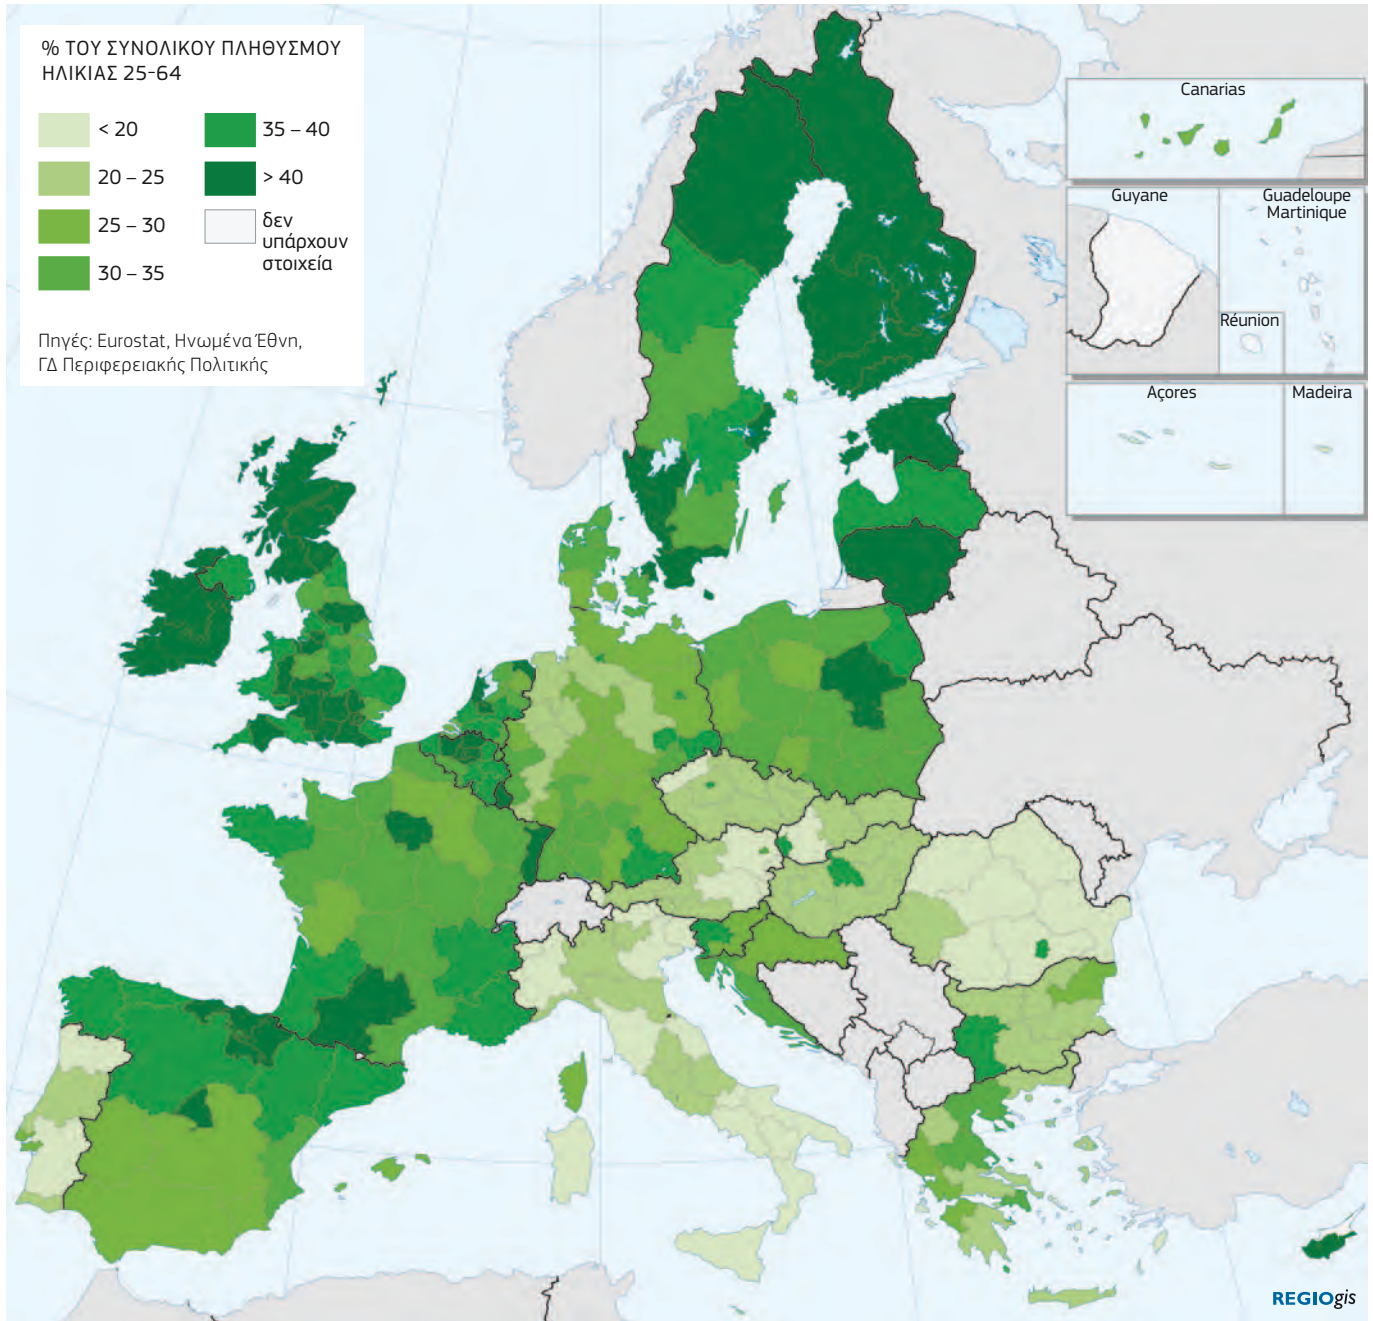 % ΤΟΥ ΣΥΝΟΛΙΚΟΥ ΠΛΗΘΥΣΜΟΥ
ΗΛΙΚΙΑΣ 25-64
< 20
20 – 25
25 – 30
30 – 35
35 – 40
> 40
δεν
υπάρχουν
στοιχεία
Πηγές: Eurostat, Ηνωμένα Έθνη,
ΓΔ Περιφερειακής Πολιτικής
Canarias
Guyane
Guadeloupe
Martinique
Réunion
Açores
Madeira
REGIOgis